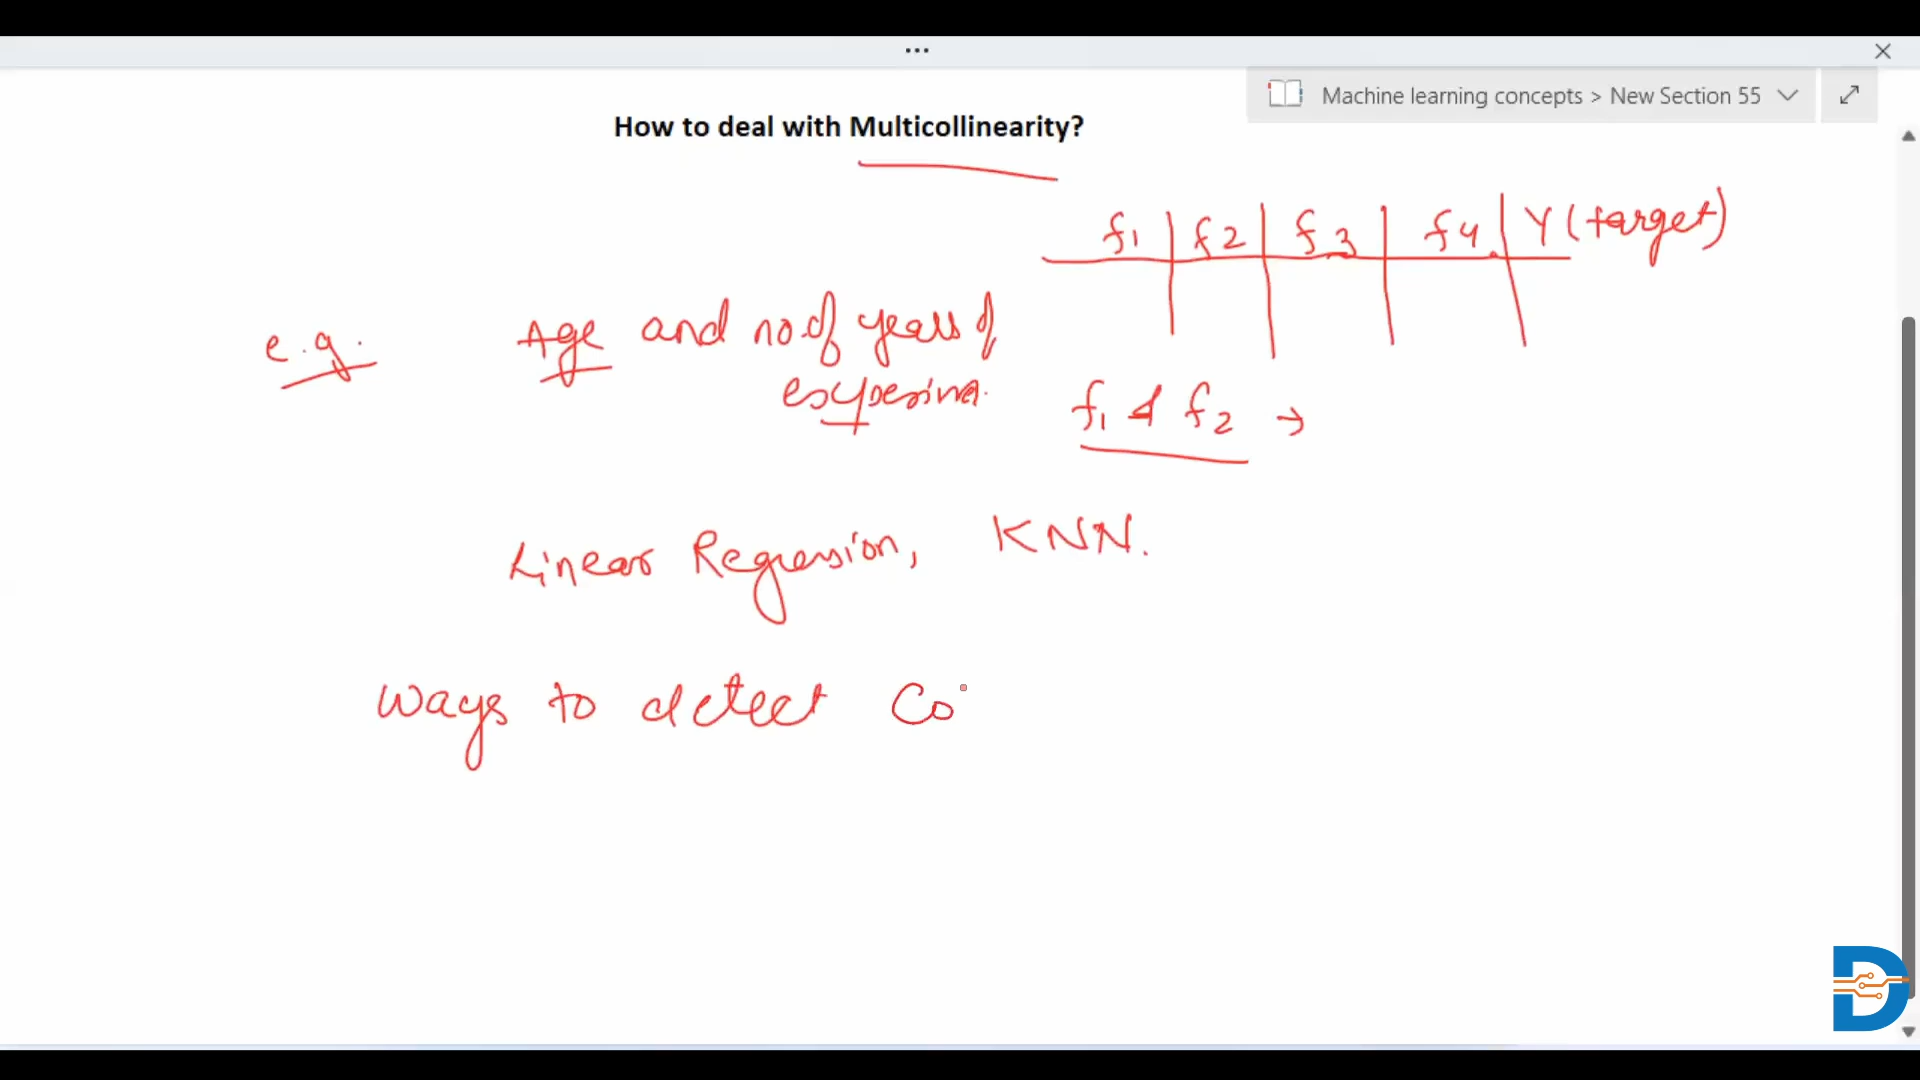 Machine learning concepts > New Section 55
How to deal with Multicollinearity?
f1 f2 f3 f4 Y (target)
e.g. Age and no. of years of
f1 & f2 →
Linear Regression, KNN.
Ways to detect Co